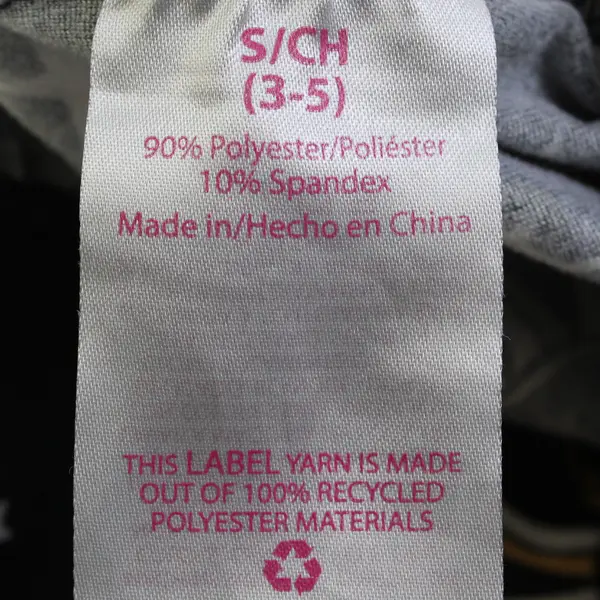 S/CH
(3-5)
90% Polyester/Poliéster
10% Spandex
Made in/Hecho en China
THIS LABEL YARN IS MADE
OUT OF 100% RECYCLED
POLYESTER MATERIALS